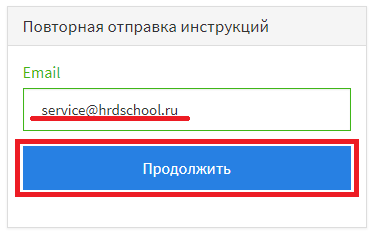 Повторная отправка инструкций
Email
service@hrdschool.ru
Продолжить